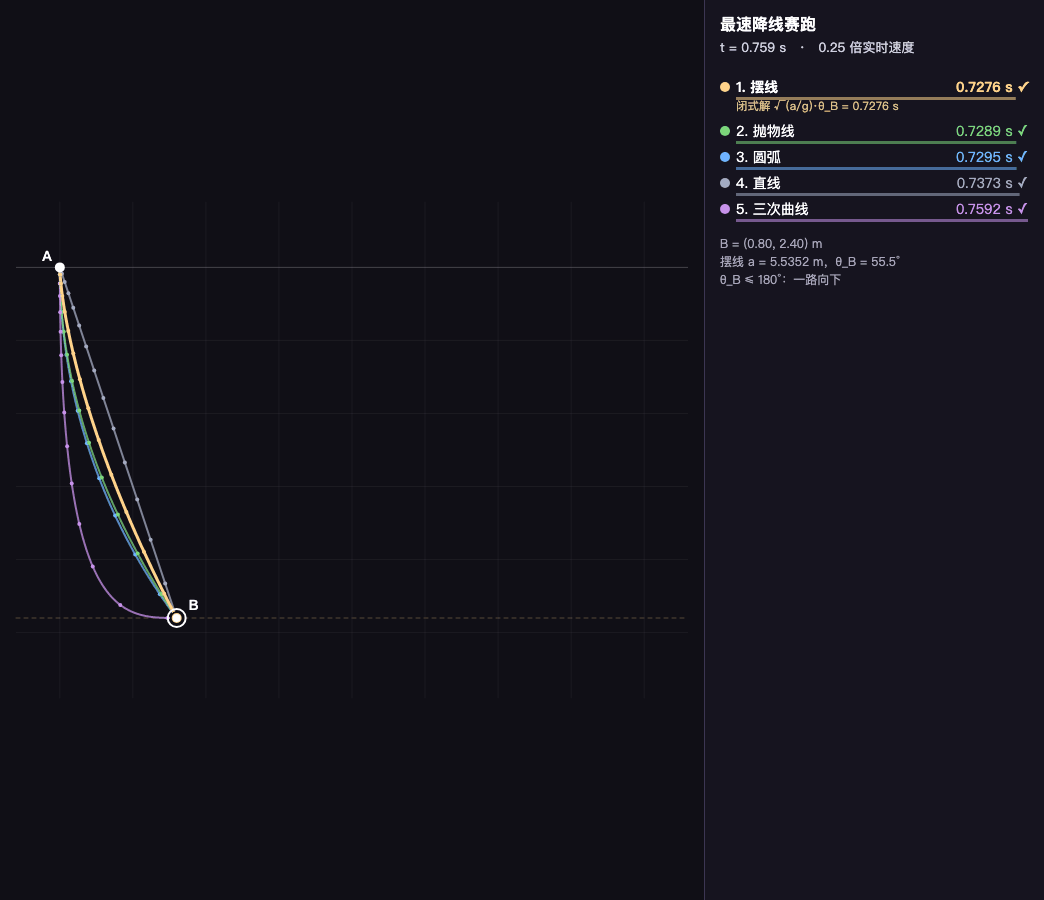 最速降线赛跑
t = 0.759 s · 0.25 倍实时速度
1. 摆线 0.7276 s ✓
闭式解 √(a/g)·θ_B = 0.7276 s
2. 抛物线 0.7289 s ✓
3. 圆弧 0.7295 s ✓
4. 直线 0.7373 s ✓
5. 三次曲线 0.7592 s ✓
B = (0.80, 2.40) m
摆线 a = 5.5352 m，θ_B = 55.5°
θ_B ≤ 180°：一路向下
A
B